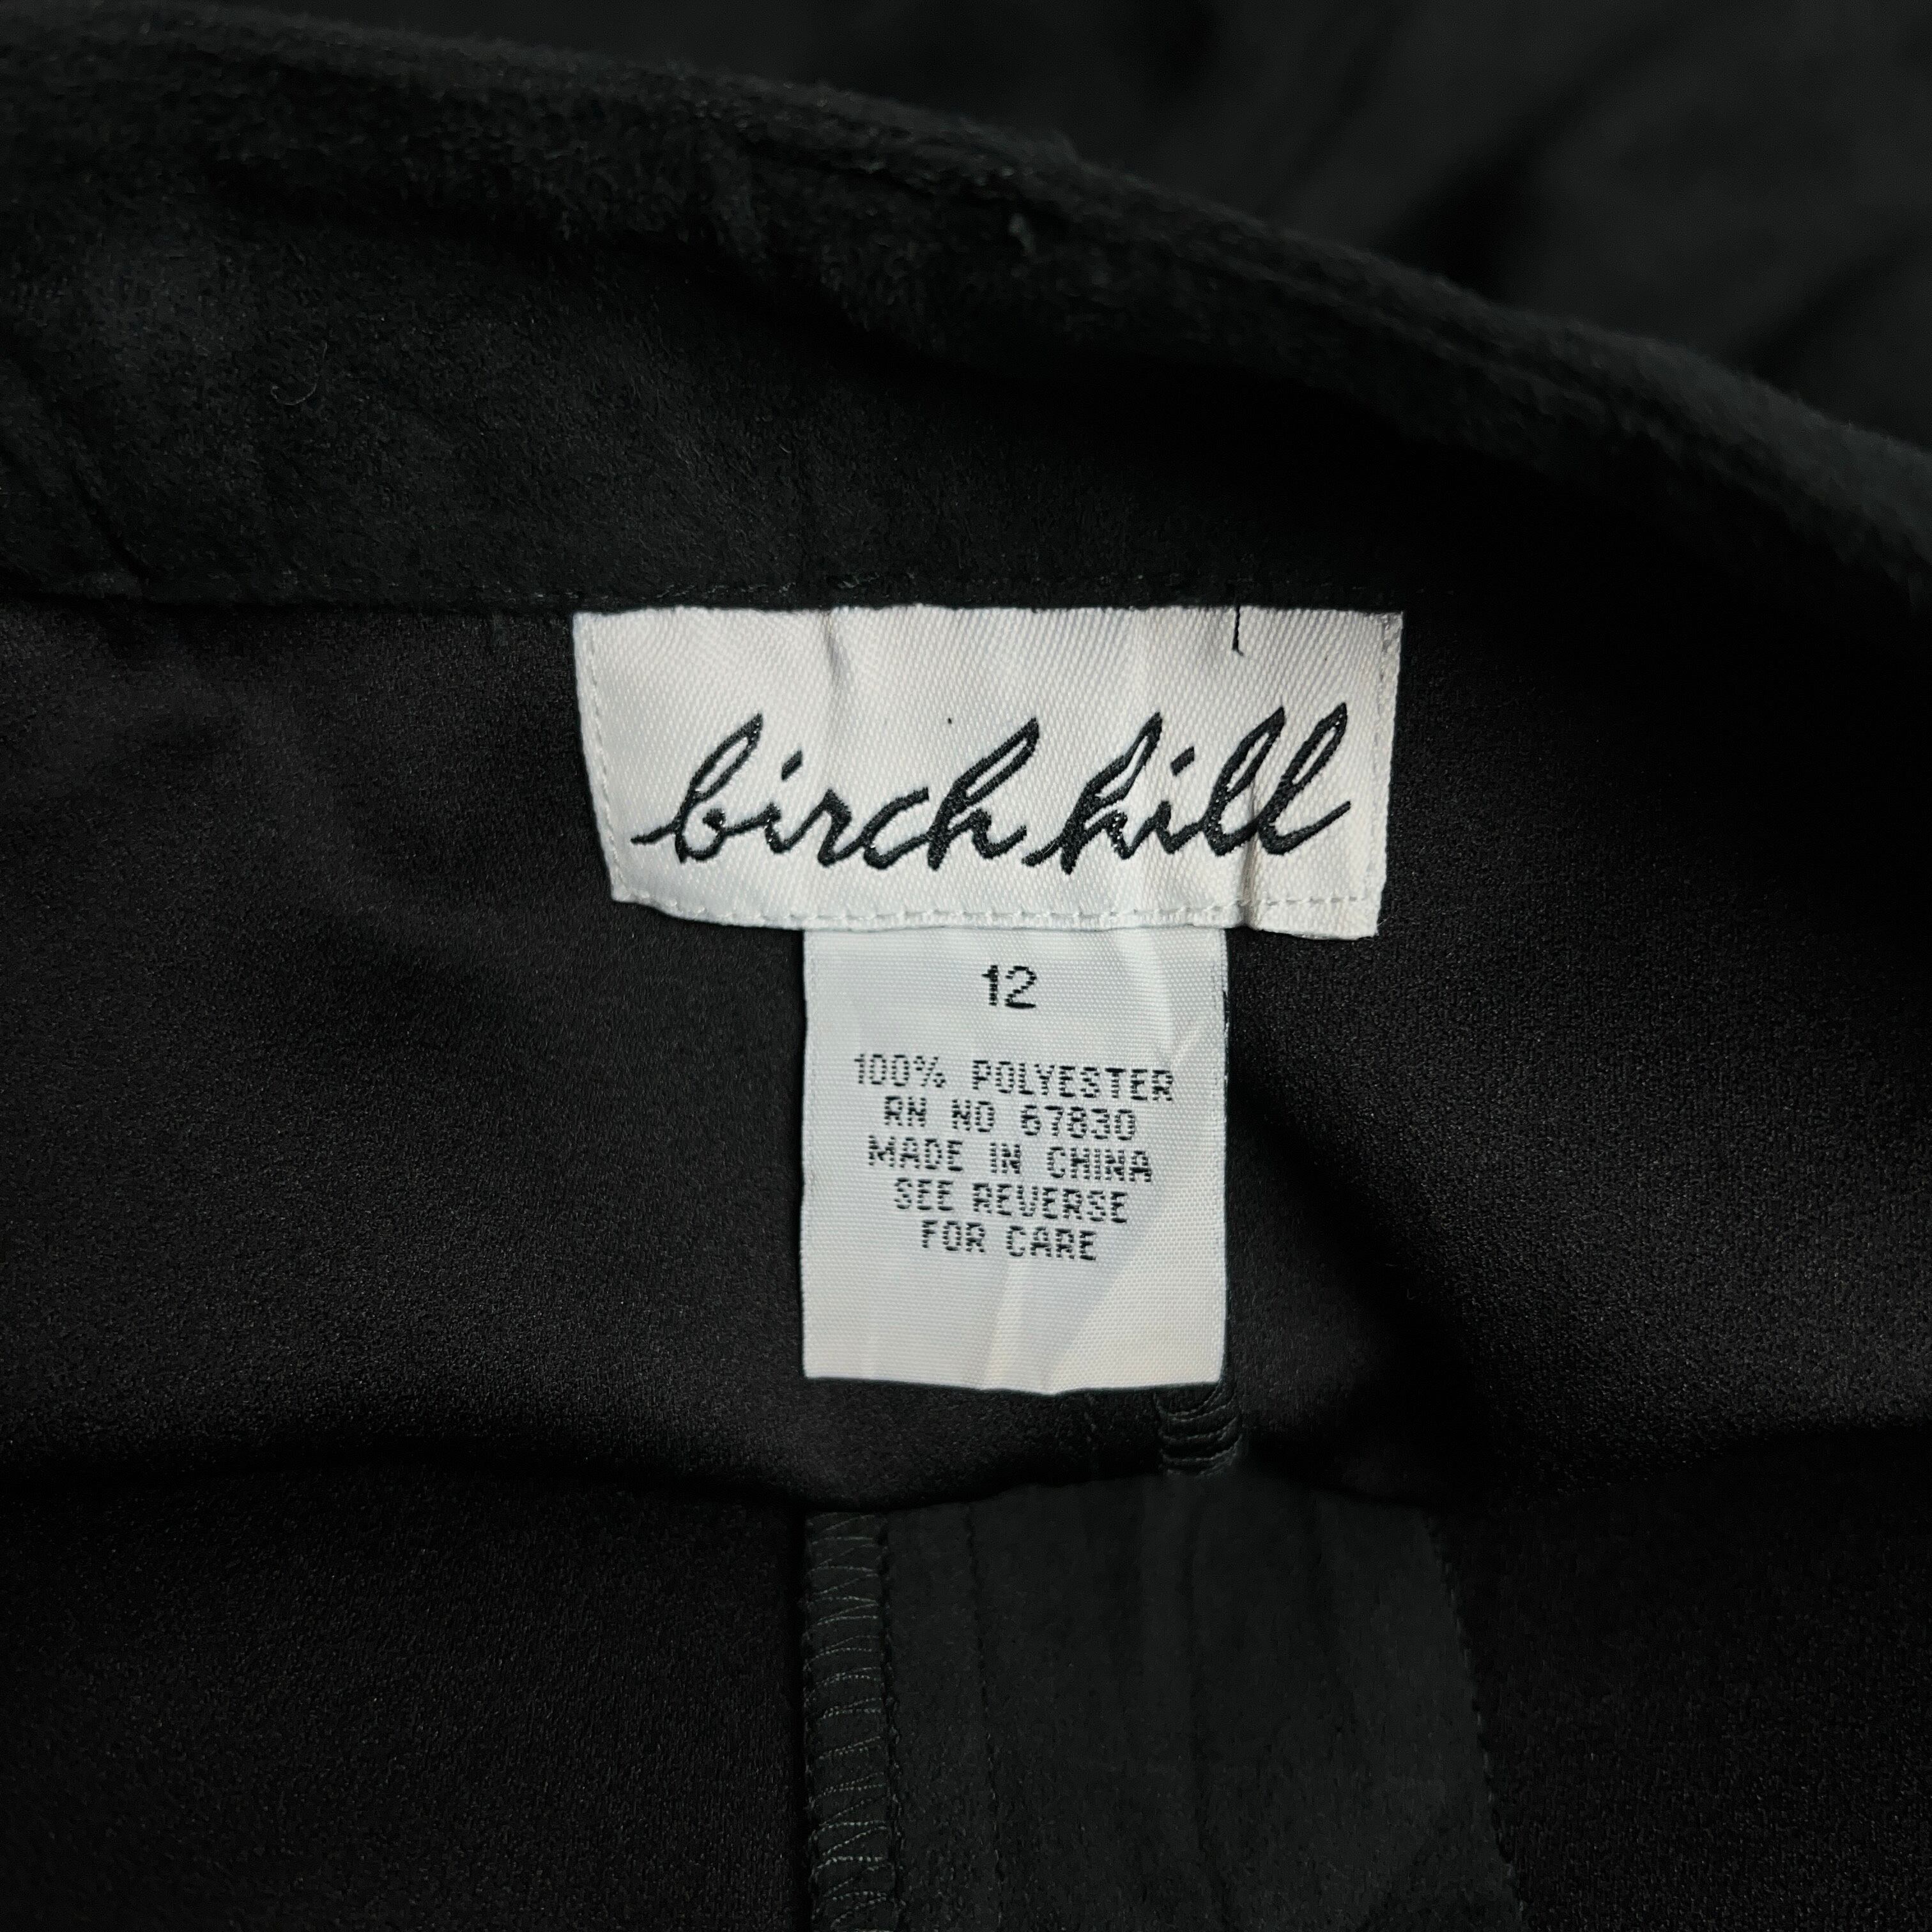 birch hill
12
100% POLYESTER
RN NO 67830
MADE IN CHINA
SEE REVERSE
FOR CARE